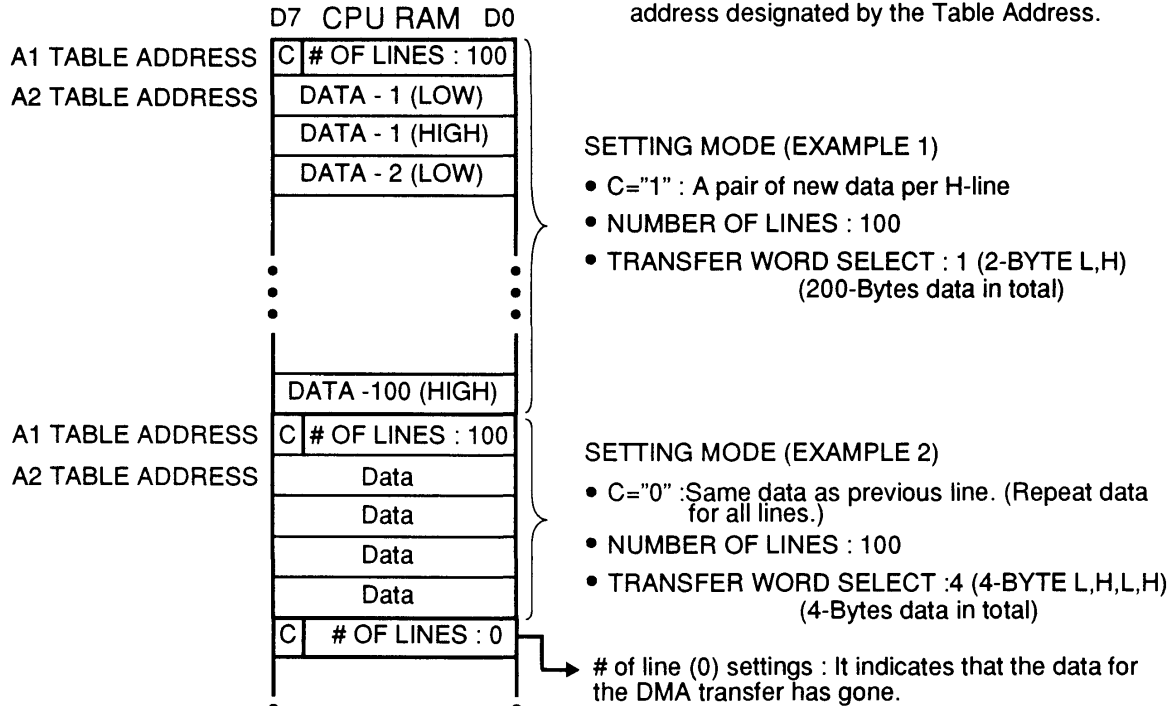 D7 CPU RAM D0
address designated by the Table Address.
A1 TABLE ADDRESS C # OF LINES : 100
A2 TABLE ADDRESS DATA - 1 (LOW)
DATA - 1 (HIGH)
DATA - 2 (LOW)
SETTING MODE (EXAMPLE 1)
• C="1" : A pair of new data per H-line
• NUMBER OF LINES : 100
• TRANSFER WORD SELECT : 1 (2-BYTE L,H)
(200-Bytes data in total)
DATA -100 (HIGH)
A1 TABLE ADDRESS C # OF LINES : 100
A2 TABLE ADDRESS Data
Data
Data
Data
SETTING MODE (EXAMPLE 2)
• C="0" :Same data as previous line. (Repeat data
for all lines.)
• NUMBER OF LINES : 100
• TRANSFER WORD SELECT :4 (4-BYTE L,H,L,H)
(4-Bytes data in total)
C # OF LINES : 0
# of line (0) settings : It indicates that the data for
the DMA transfer has gone.